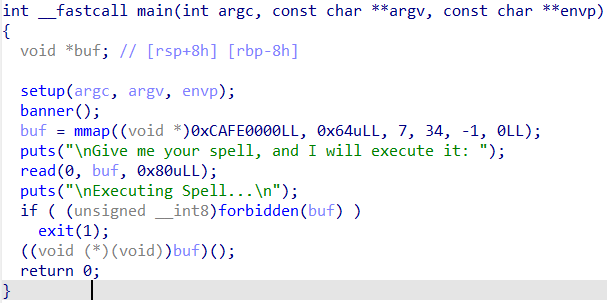 int __fastcall main(int argc, const char **argv, const char **envp)
{
void *buf; // [rsp+8h] [rbp-8h]
setup(argc, argv, envp);
banner();
buf = mmap((void *)0xCAFE0000LL, 0x64uLL, 7, 34, -1, 0LL);
puts("\nGive me your spell, and I will execute it: ");
read(0, buf, 0x80uLL);
puts("\nExecuting Spell...\n");
if ( (unsigned __int8)forbidden(buf) )
exit(1);
((void (*)(void))buf)();
return 0;
}